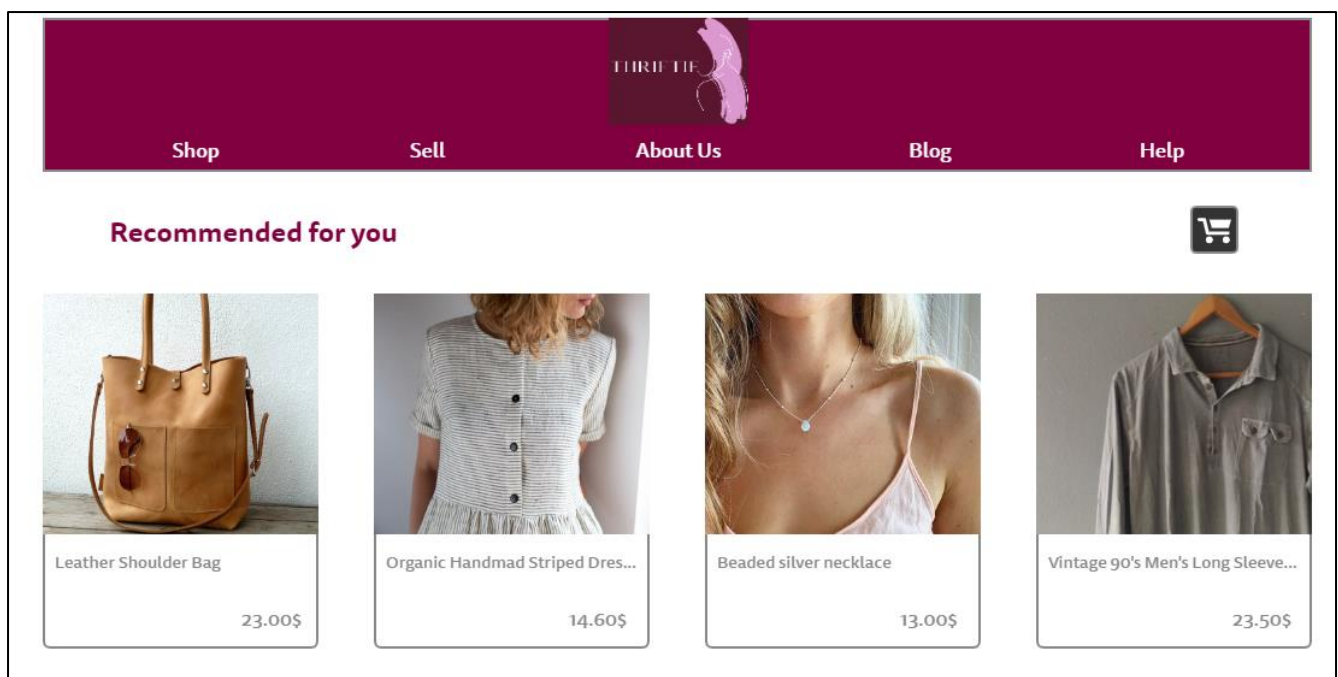 THRIFTIE
Shop Sell About Us Blog Help
Recommended for you
Leather Shoulder Bag
Organic Handmad Striped Dres...
Beaded silver necklace
Vintage 90's Men's Long Sleeve...
23.00$
14.60$
13.00$
23.50$